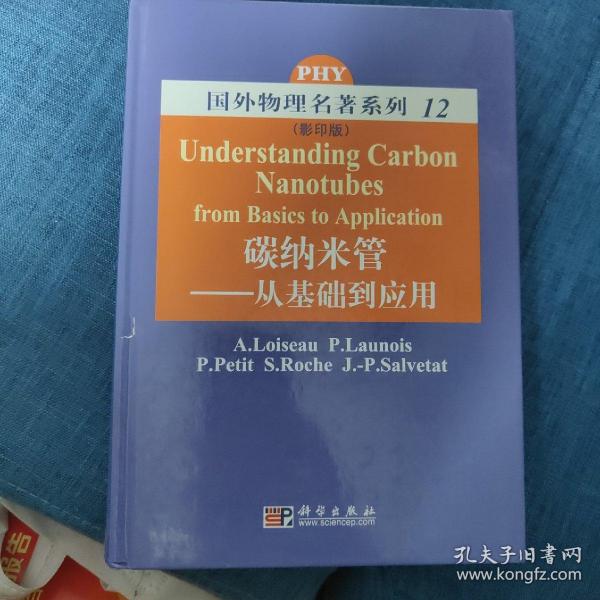 PHY
国外物理名著系列 12
(影印版)
Understanding Carbon
Nanotubes
from Basics to Application
碳纳米管
——从基础到应用
A.Loiseau P.Launois
P.Petit S.Roche J.-P.Salvetat
科学出版社
www.sciencep.com
报告
孔夫子旧书网
www.kongfz.com